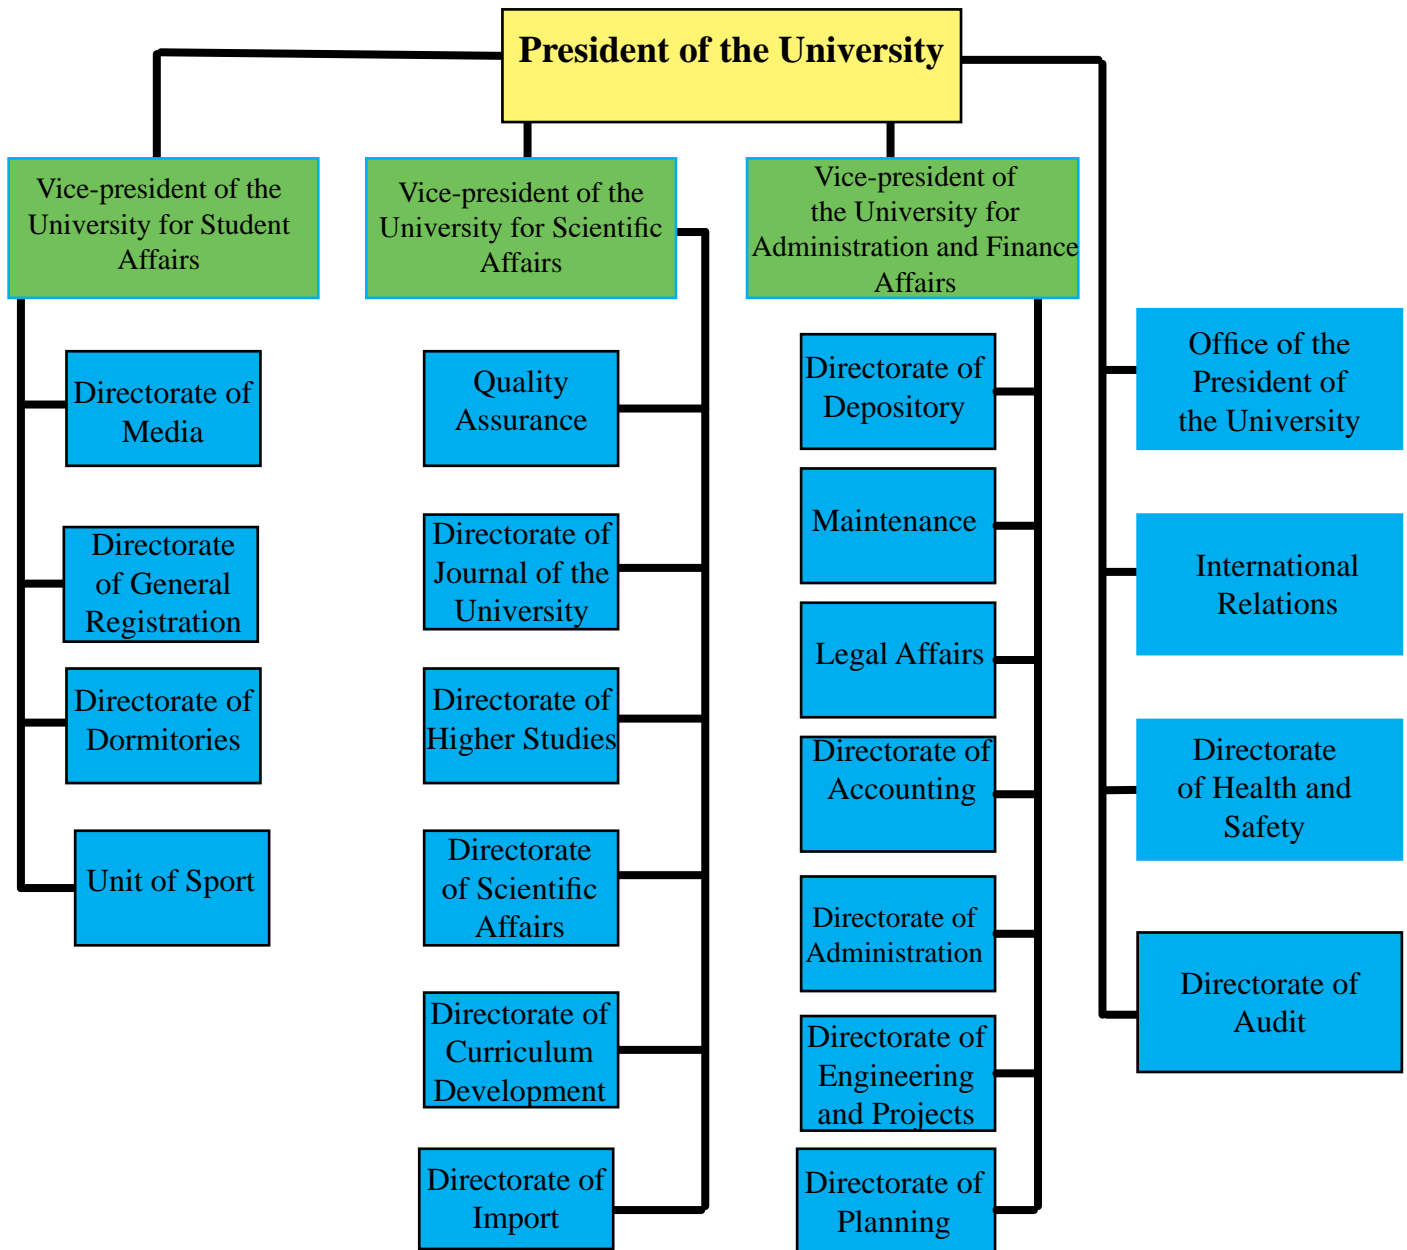 President of the University
Vice-president of the
University for Student
Affairs
Vice-president of the
University for Scientific
Affairs
Vice-president of
the University for
Administration and Finance
Affairs
Directorate of
Media
Directorate
of General
Registration
Directorate of
Dormitories
Unit of Sport
Quality
Assurance
Directorate of
Journal of the
University
Directorate of
Higher Studies
Directorate
of Scientific
Affairs
Directorate of
Curriculum
Development
Directorate of
Import
Directorate of
Depository
Maintenance
Legal Affairs
Directorate of
Accounting
Directorate of
Administration
Directorate of
Engineering
and Projects
Directorate of
Planning
Office of the
President of
the University
International
Relations
Directorate
of Health and
Safety
Directorate of
Audit